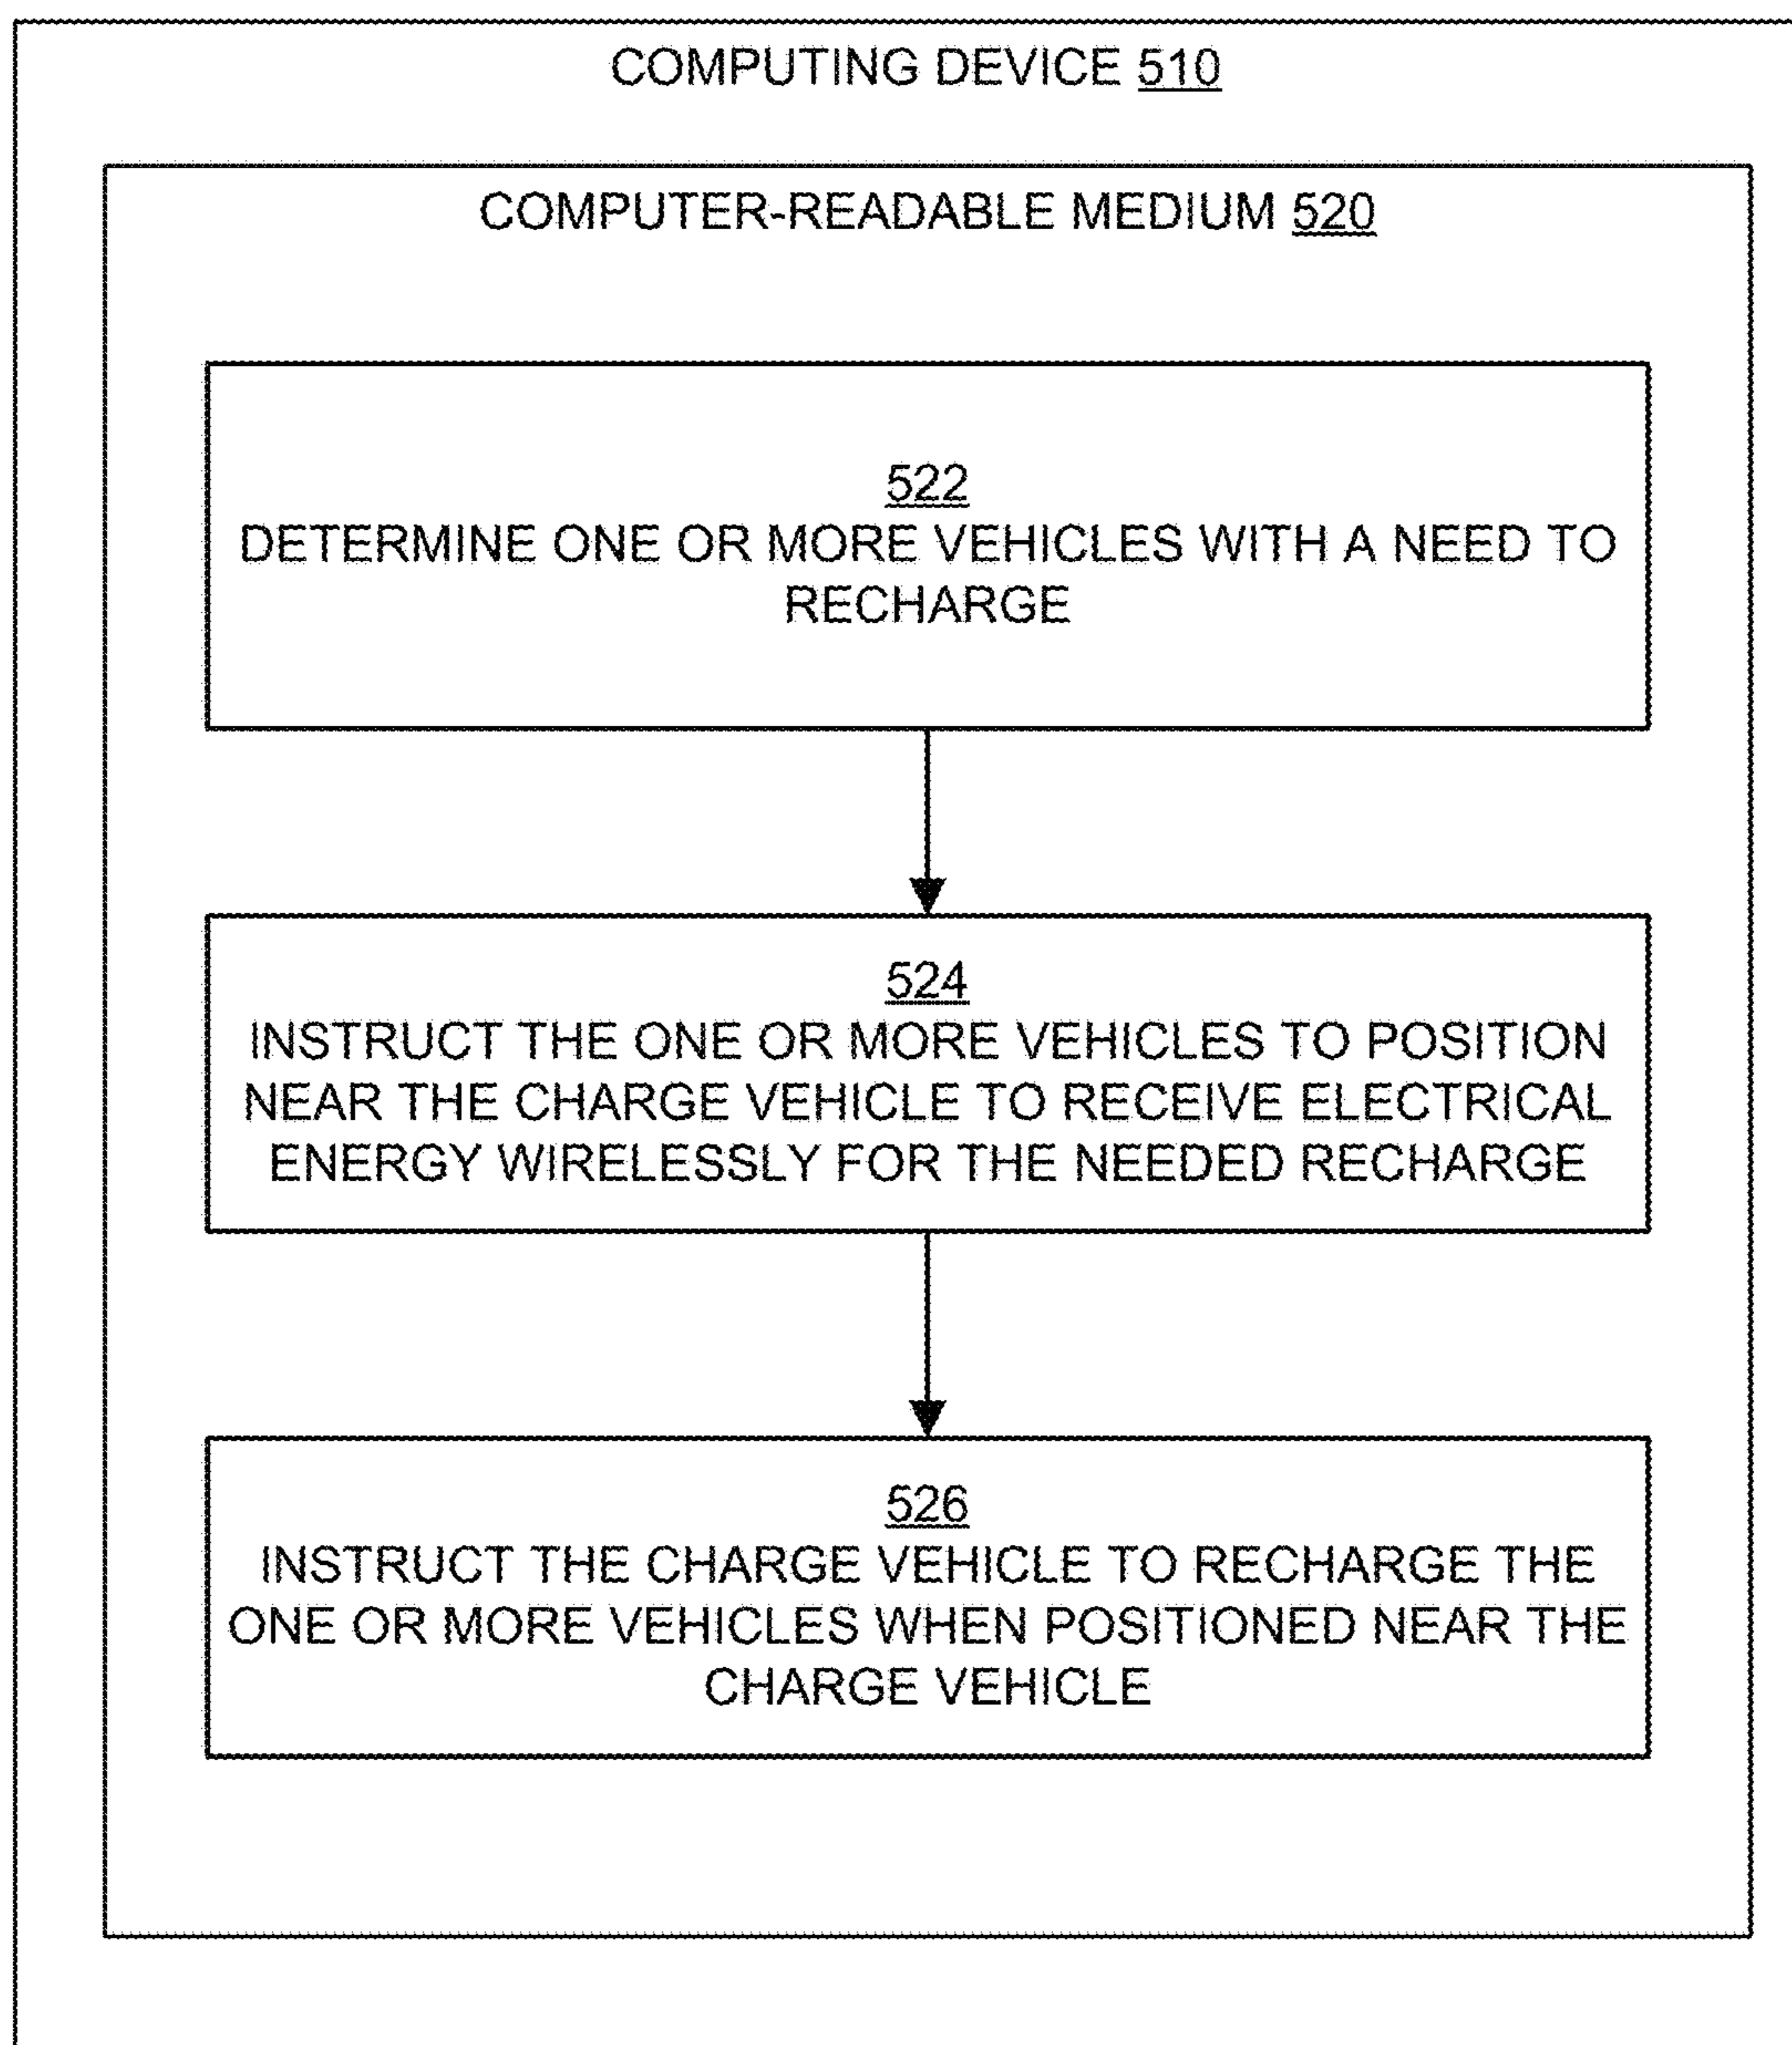 COMPUTING DEVICE 510
COMPUTER-READABLE MEDIUM 520
522
DETERMINE ONE OR MORE VEHICLES WITH A NEED TO
RECHARGE
524
INSTRUCT THE ONE OR MORE VEHICLES TO POSITION
NEAR THE CHARGE VEHICLE TO RECEIVE ELECTRICAL
ENERGY WIRELESSLY FOR THE NEEDED RECHARGE
526
INSTRUCT THE CHARGE VEHICLE TO RECHARGE THE
ONE OR MORE VEHICLES WHEN POSITIONED NEAR THE
CHARGE VEHICLE